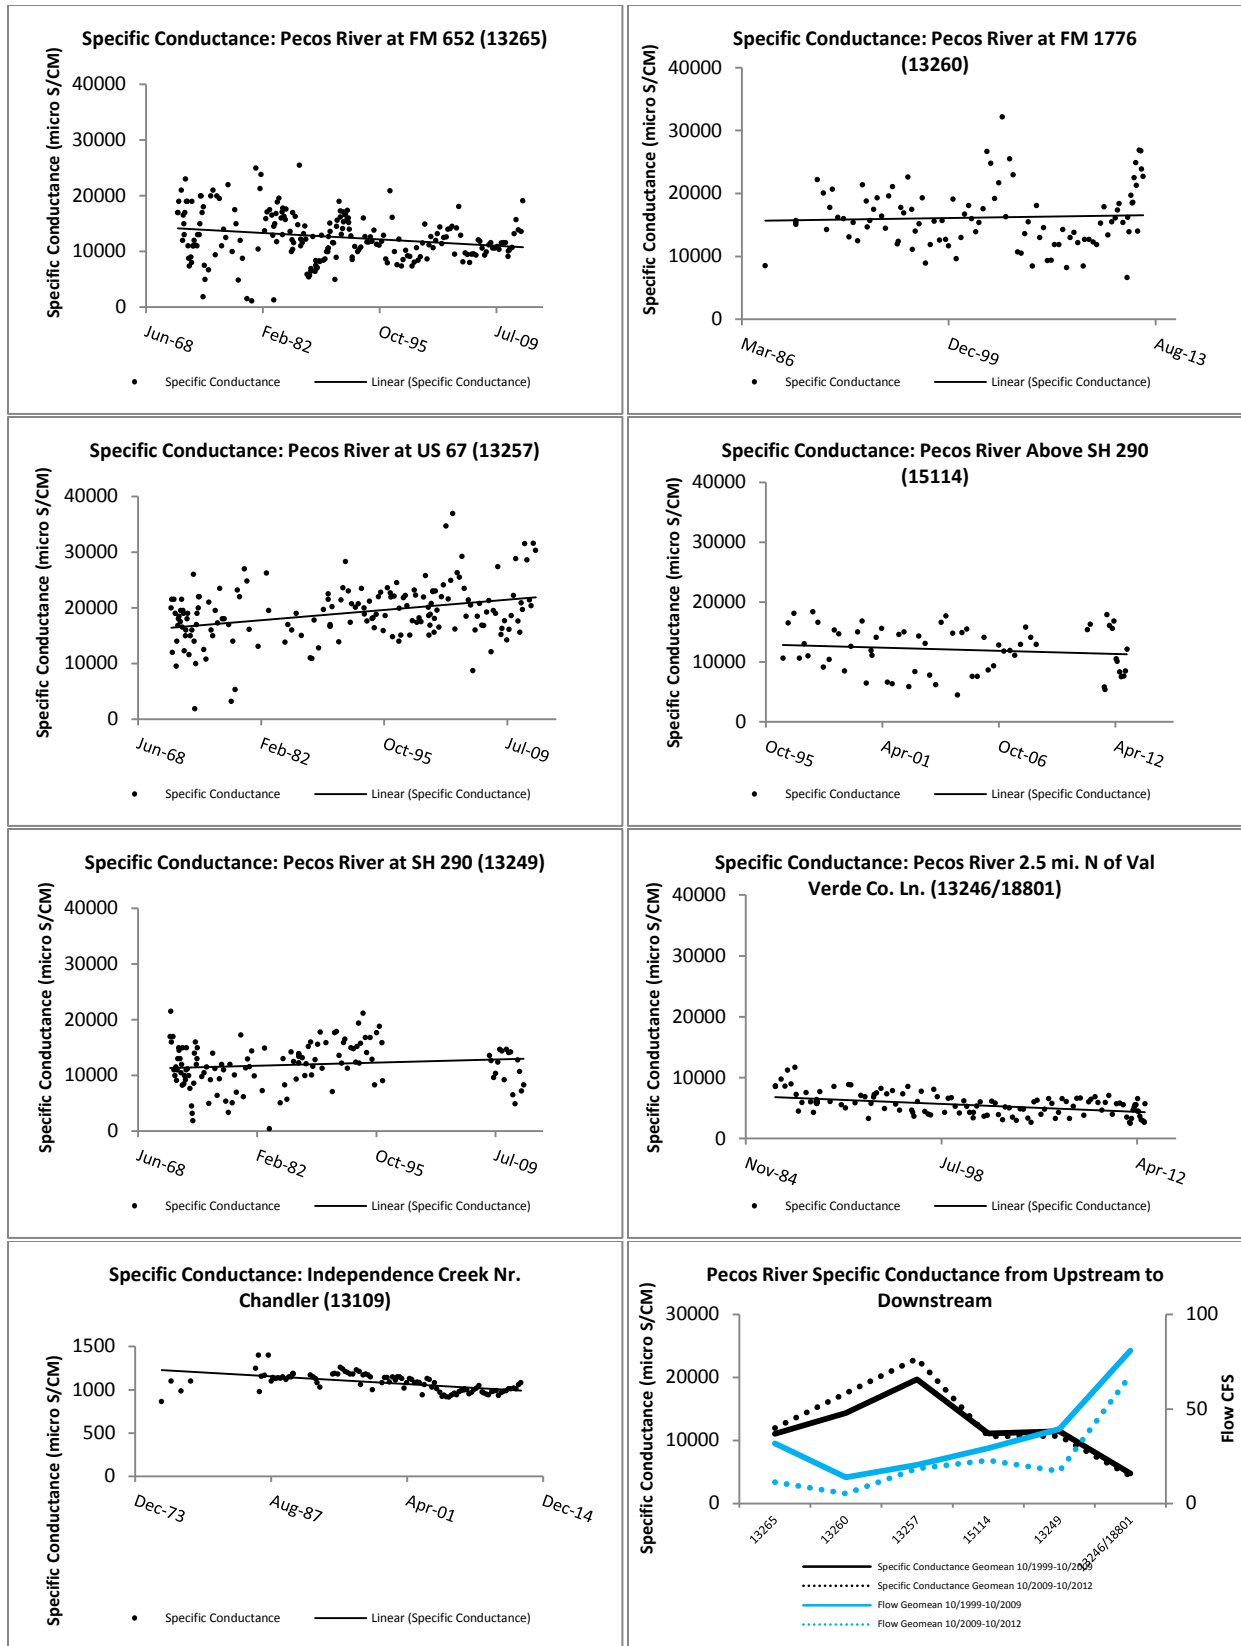 Specific Conductance: Pecos River at FM 652 (13265)
Specific Conductance (micro S/CM)
40000
30000
20000
10000
0
Jun-68
Feb-82
Oct-95
Jul-09
Specific Conductance
Linear (Specific Conductance)
Specific Conductance: Pecos River at FM 1776
(13260)
Specific Conductance (micro S/CM)
40000
30000
20000
10000
0
Mar-86
Dec-99
Aug-13
Specific Conductance
Linear (Specific Conductance)
Specific Conductance: Pecos River at US 67 (13257)
Specific Conductance (micro S/CM)
40000
30000
20000
10000
0
Jun-68
Feb-82
Oct-95
Jul-09
Specific Conductance
Linear (Specific Conductance)
Specific Conductance: Pecos River Above SH 290
(15114)
Specific Conductance (micro S/CM)
40000
30000
20000
10000
0
Oct-95
Apr-01
Oct-06
Apr-12
Specific Conductance
Linear (Specific Conductance)
Specific Conductance: Pecos River at SH 290 (13249)
Specific Conductance (micro S/CM)
40000
30000
20000
10000
0
Jun-68
Feb-82
Oct-95
Jul-09
Specific Conductance
Linear (Specific Conductance)
Specific Conductance: Pecos River 2.5 mi. N of Val
Verde Co. Ln. (13246/18801)
Specific Conductance (micro S/CM)
40000
30000
20000
10000
0
Nov-84
Jul-98
Apr-12
Specific Conductance
Linear (Specific Conductance)
Specific Conductance: Independence Creek Nr.
Chandler (13109)
Specific Conductance (micro S/CM)
1500
1000
500
0
Dec-73
Aug-87
Apr-01
Dec-14
Specific Conductance
Linear (Specific Conductance)
Pecos River Specific Conductance from Upstream to
Downstream
Specific Conductance (micro S/CM)
30000
20000
10000
0
100
50
0
Flow CFS
13265
13260
13257
15114
13249
13246/18801
Specific Conductance Geomean 10/1999-10/2009
Specific Conductance Geomean 10/2009-10/2012
Flow Geomean 10/1999-10/2009
Flow Geomean 10/2009-10/2012